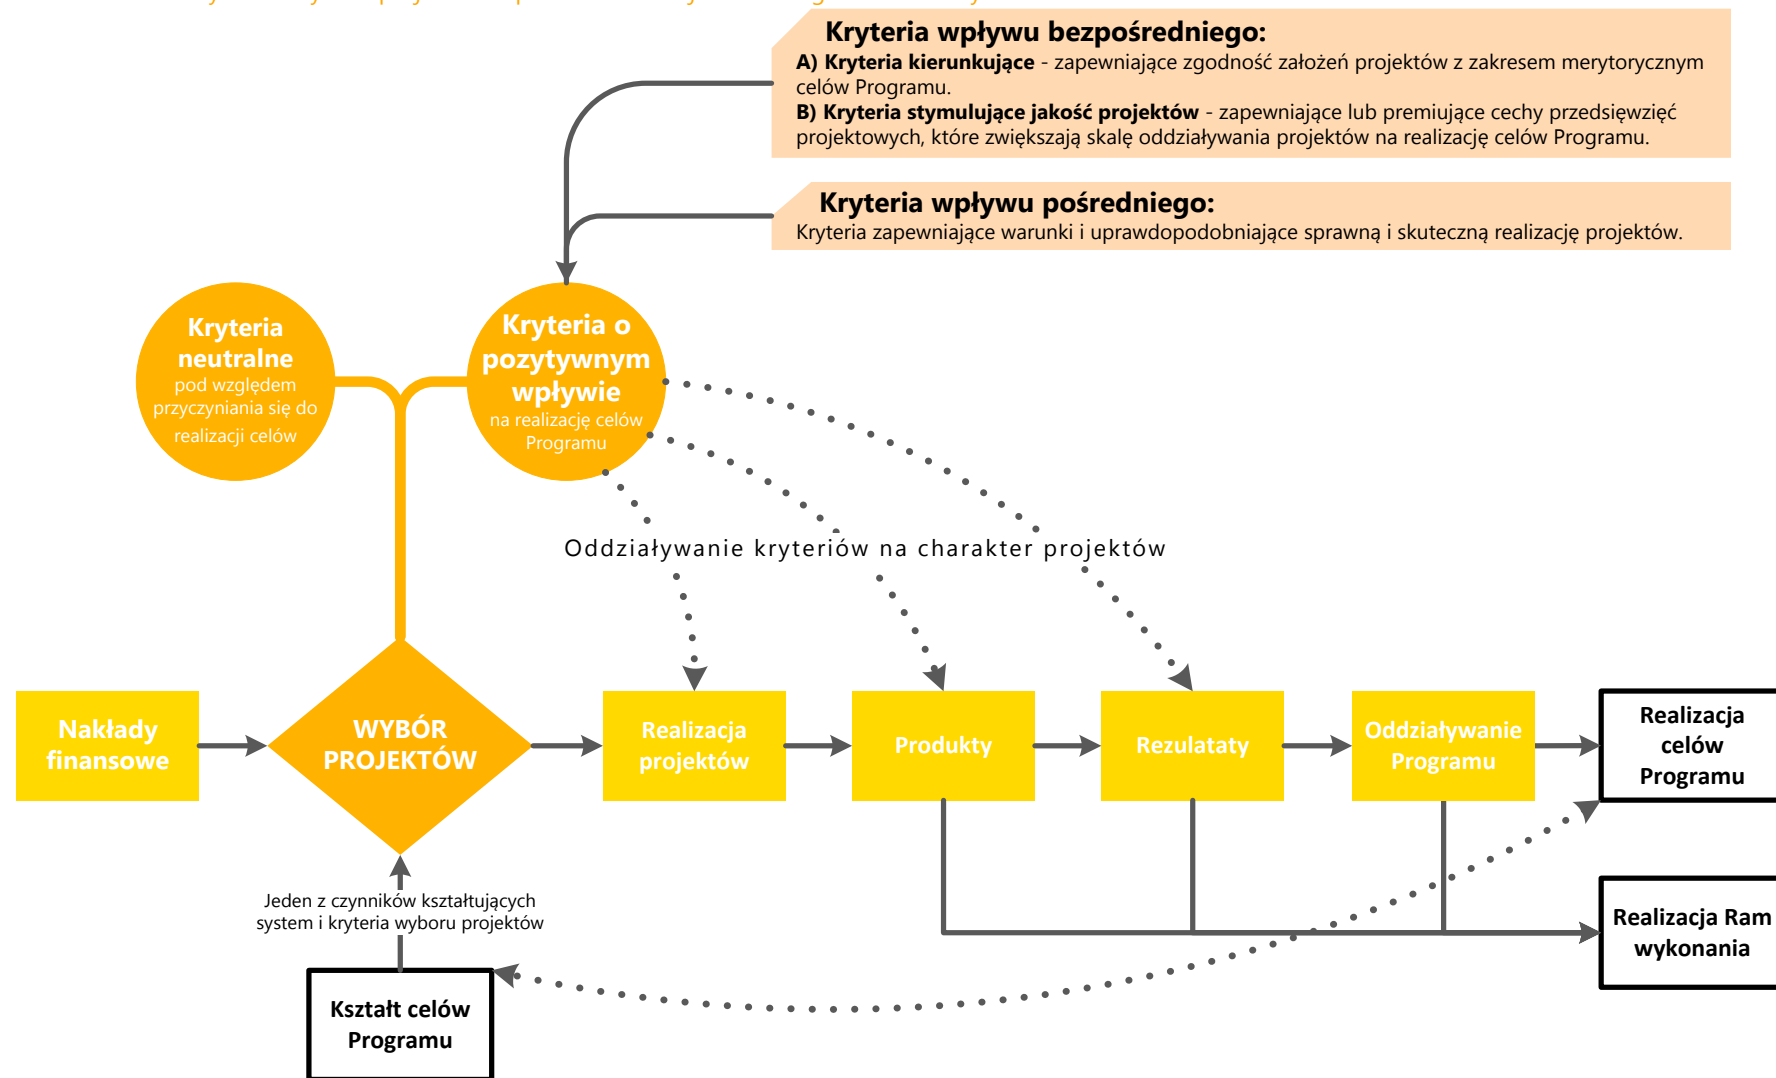 Kryteria wpływu bezpośredniego:
A) Kryteria kierunkujące - zapewniające zgodność założeń projektów z zakresem merytorycznym
celów Programu.
B) Kryteria stymulujące jakość projektów - zapewniające lub premiujące cechy przedsięwzięć
projektowych, które zwiększają skalę oddziaływania projektów na realizację celów Programu.
Kryteria wpływu pośredniego:
Kryteria zapewniające warunki i uprawdopodobniające sprawną i skuteczną realizację projektów.
Kryteria
neutralne
pod względem
przyczyniania się do
realizacji celów
Kryteria o
pozytywnym
wpływie
na realizację celów
Programu
Oddziaływanie kryteriów na charakter projektów
Nakłady
finansowe
WYBÓR
PROJEKTÓW
Realizacja
projektów
Produkty
Rezulataty
Oddziaływanie
Programu
Realizacja
celów
Programu
Jeden z czynników kształtujących
system i kryteria wyboru projektów
Kształt celów
Programu
Realizacja Ram
wykonania